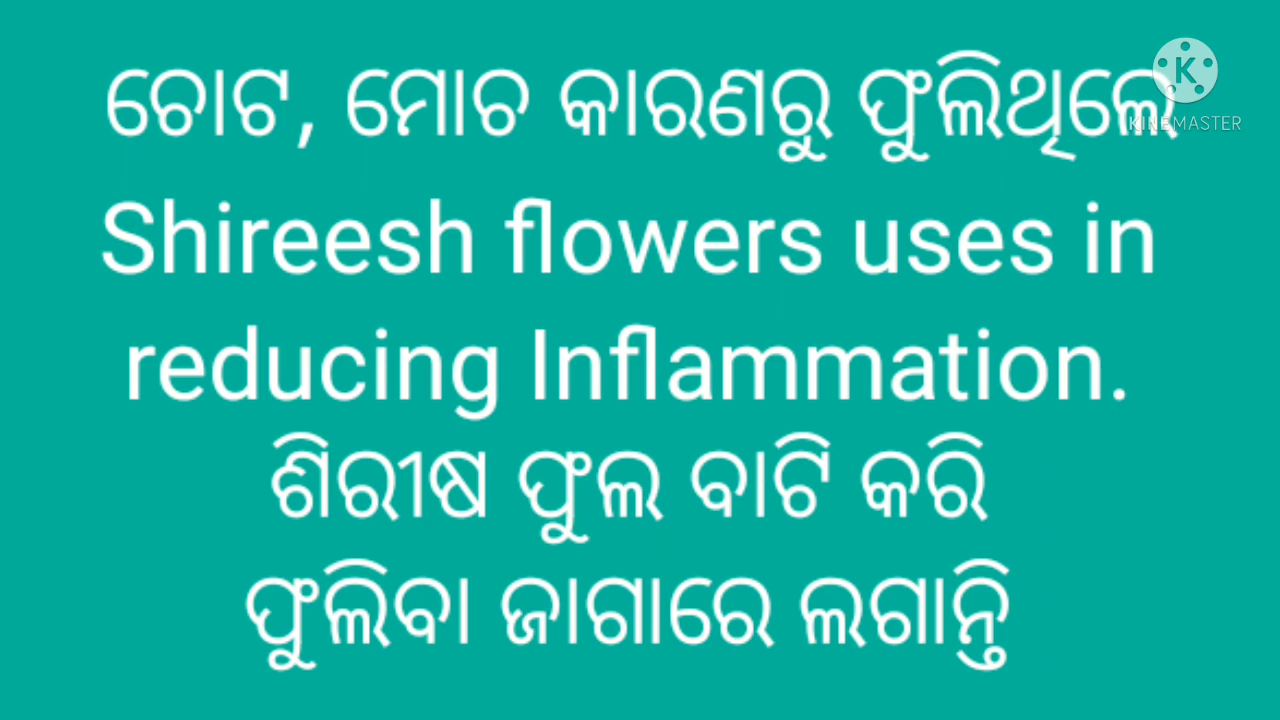 ଚୋଟ, ମୋଚ କାରଣରୁ ଫୁଲିଥିଲେ
KINEMASTER
Shireesh flowers uses in
reducing Inflammation.
ଶିରୀଷ ଫୁଲ ବାଟି କରି
ଫୁଲିବା ଜାଗାରେ ଲଗାନ୍ତି